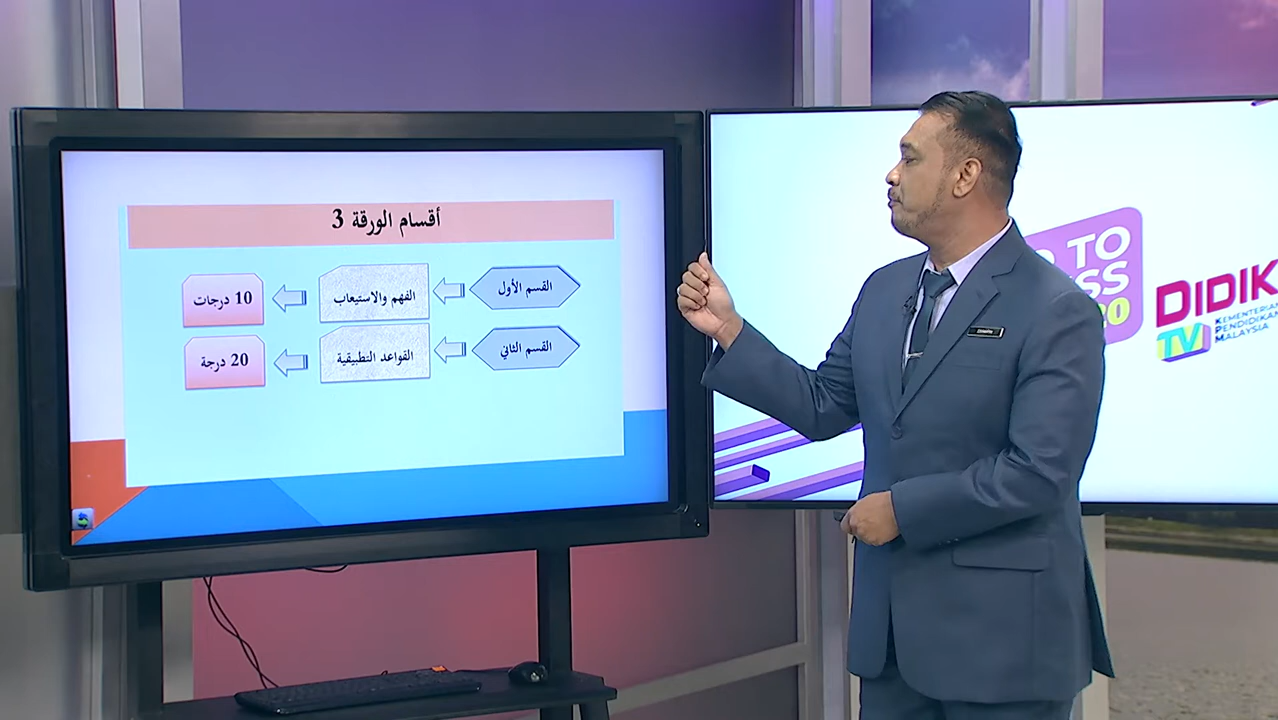 أقسام الورقة 3
القسم الأول
الفهم والاستيعاب
10 درجات
القسم الثاني
القواعد التطبيقية
20 درجة
TO
DIDIK
TV
KEMENTERIAN
PENDIDIKAN
MALAYSIA